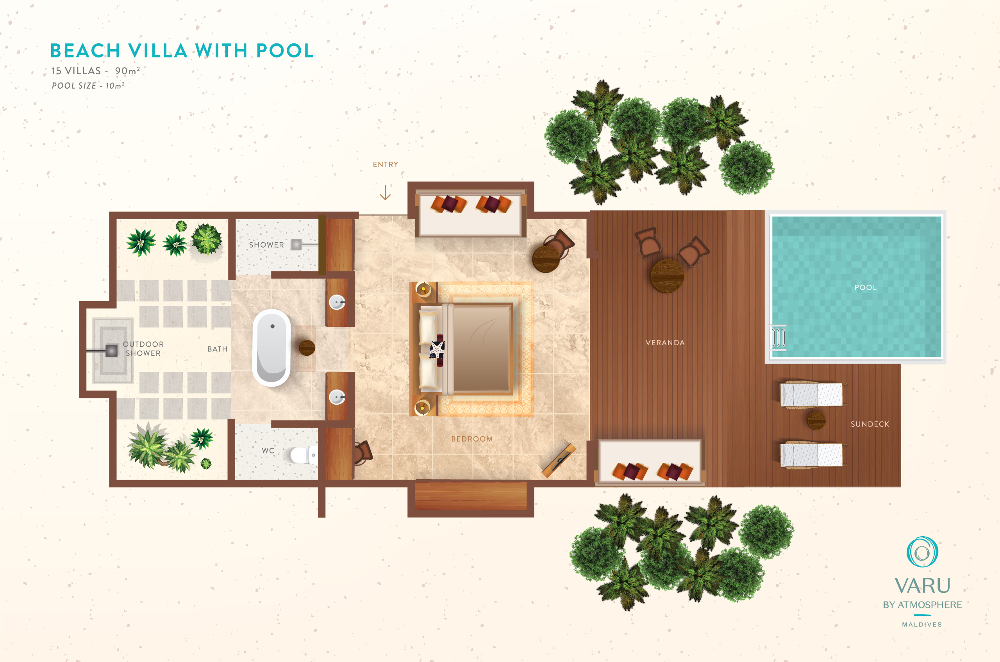 BEACH VILLA WITH POOL
15 VILLAS - 90m²
POOL SIZE - 10m²
ENTRY
SHOWER
POOL
OUTDOOR
SHOWER
BATH
VERANDA
SUNDECK
BEDROOM
WC
VARU
BY ATMOSPHERE
MALDIVES